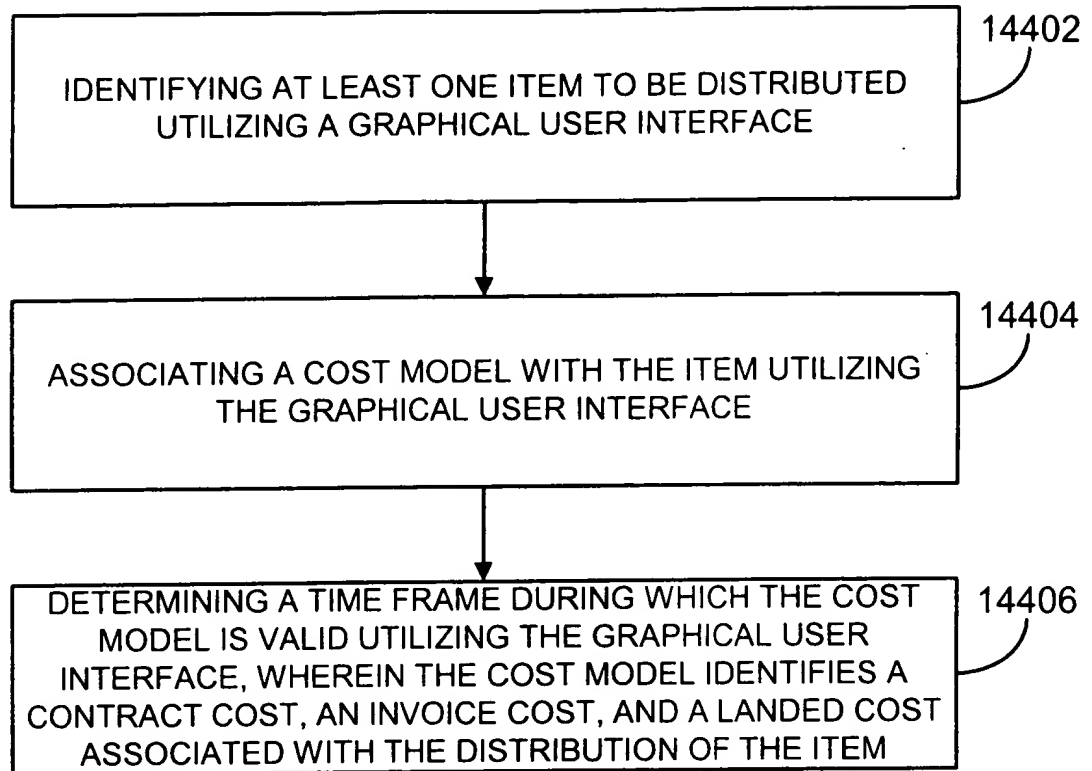 14402
IDENTIFYING AT LEAST ONE ITEM TO BE DISTRIBUTED
UTILIZING A GRAPHICAL USER INTERFACE
14404
ASSOCIATING A COST MODEL WITH THE ITEM UTILIZING
THE GRAPHICAL USER INTERFACE
14406
DETERMINING A TIME FRAME DURING WHICH THE COST
MODEL IS VALID UTILIZING THE GRAPHICAL USER
INTERFACE, WHEREIN THE COST MODEL IDENTIFIES A
CONTRACT COST, AN INVOICE COST, AND A LANDED COST
ASSOCIATED WITH THE DISTRIBUTION OF THE ITEM